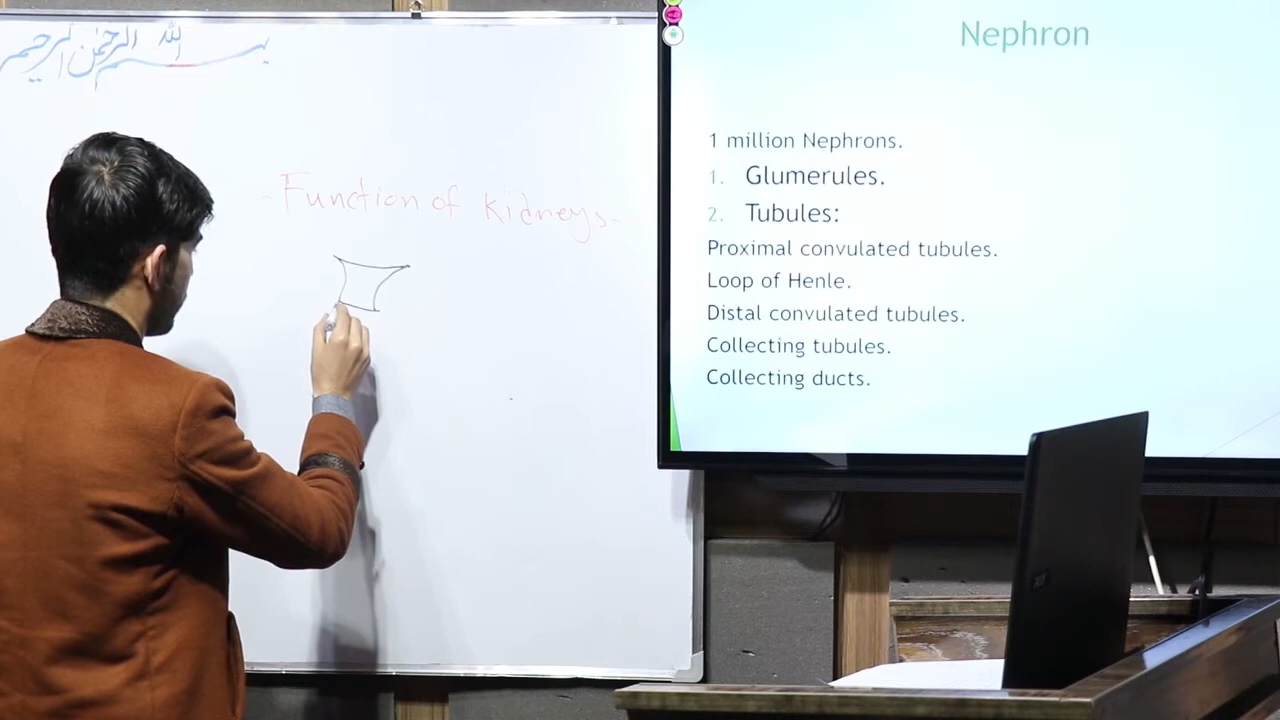 بسم الله الرحمن الرحيم
- Function of kidneys -
Nephron
1 million Nephrons.
1. Glumerules.
2. Tubules:
Proximal convulated tubules.
Loop of Henle.
Distal convulated tubules.
Collecting tubules.
Collecting ducts.